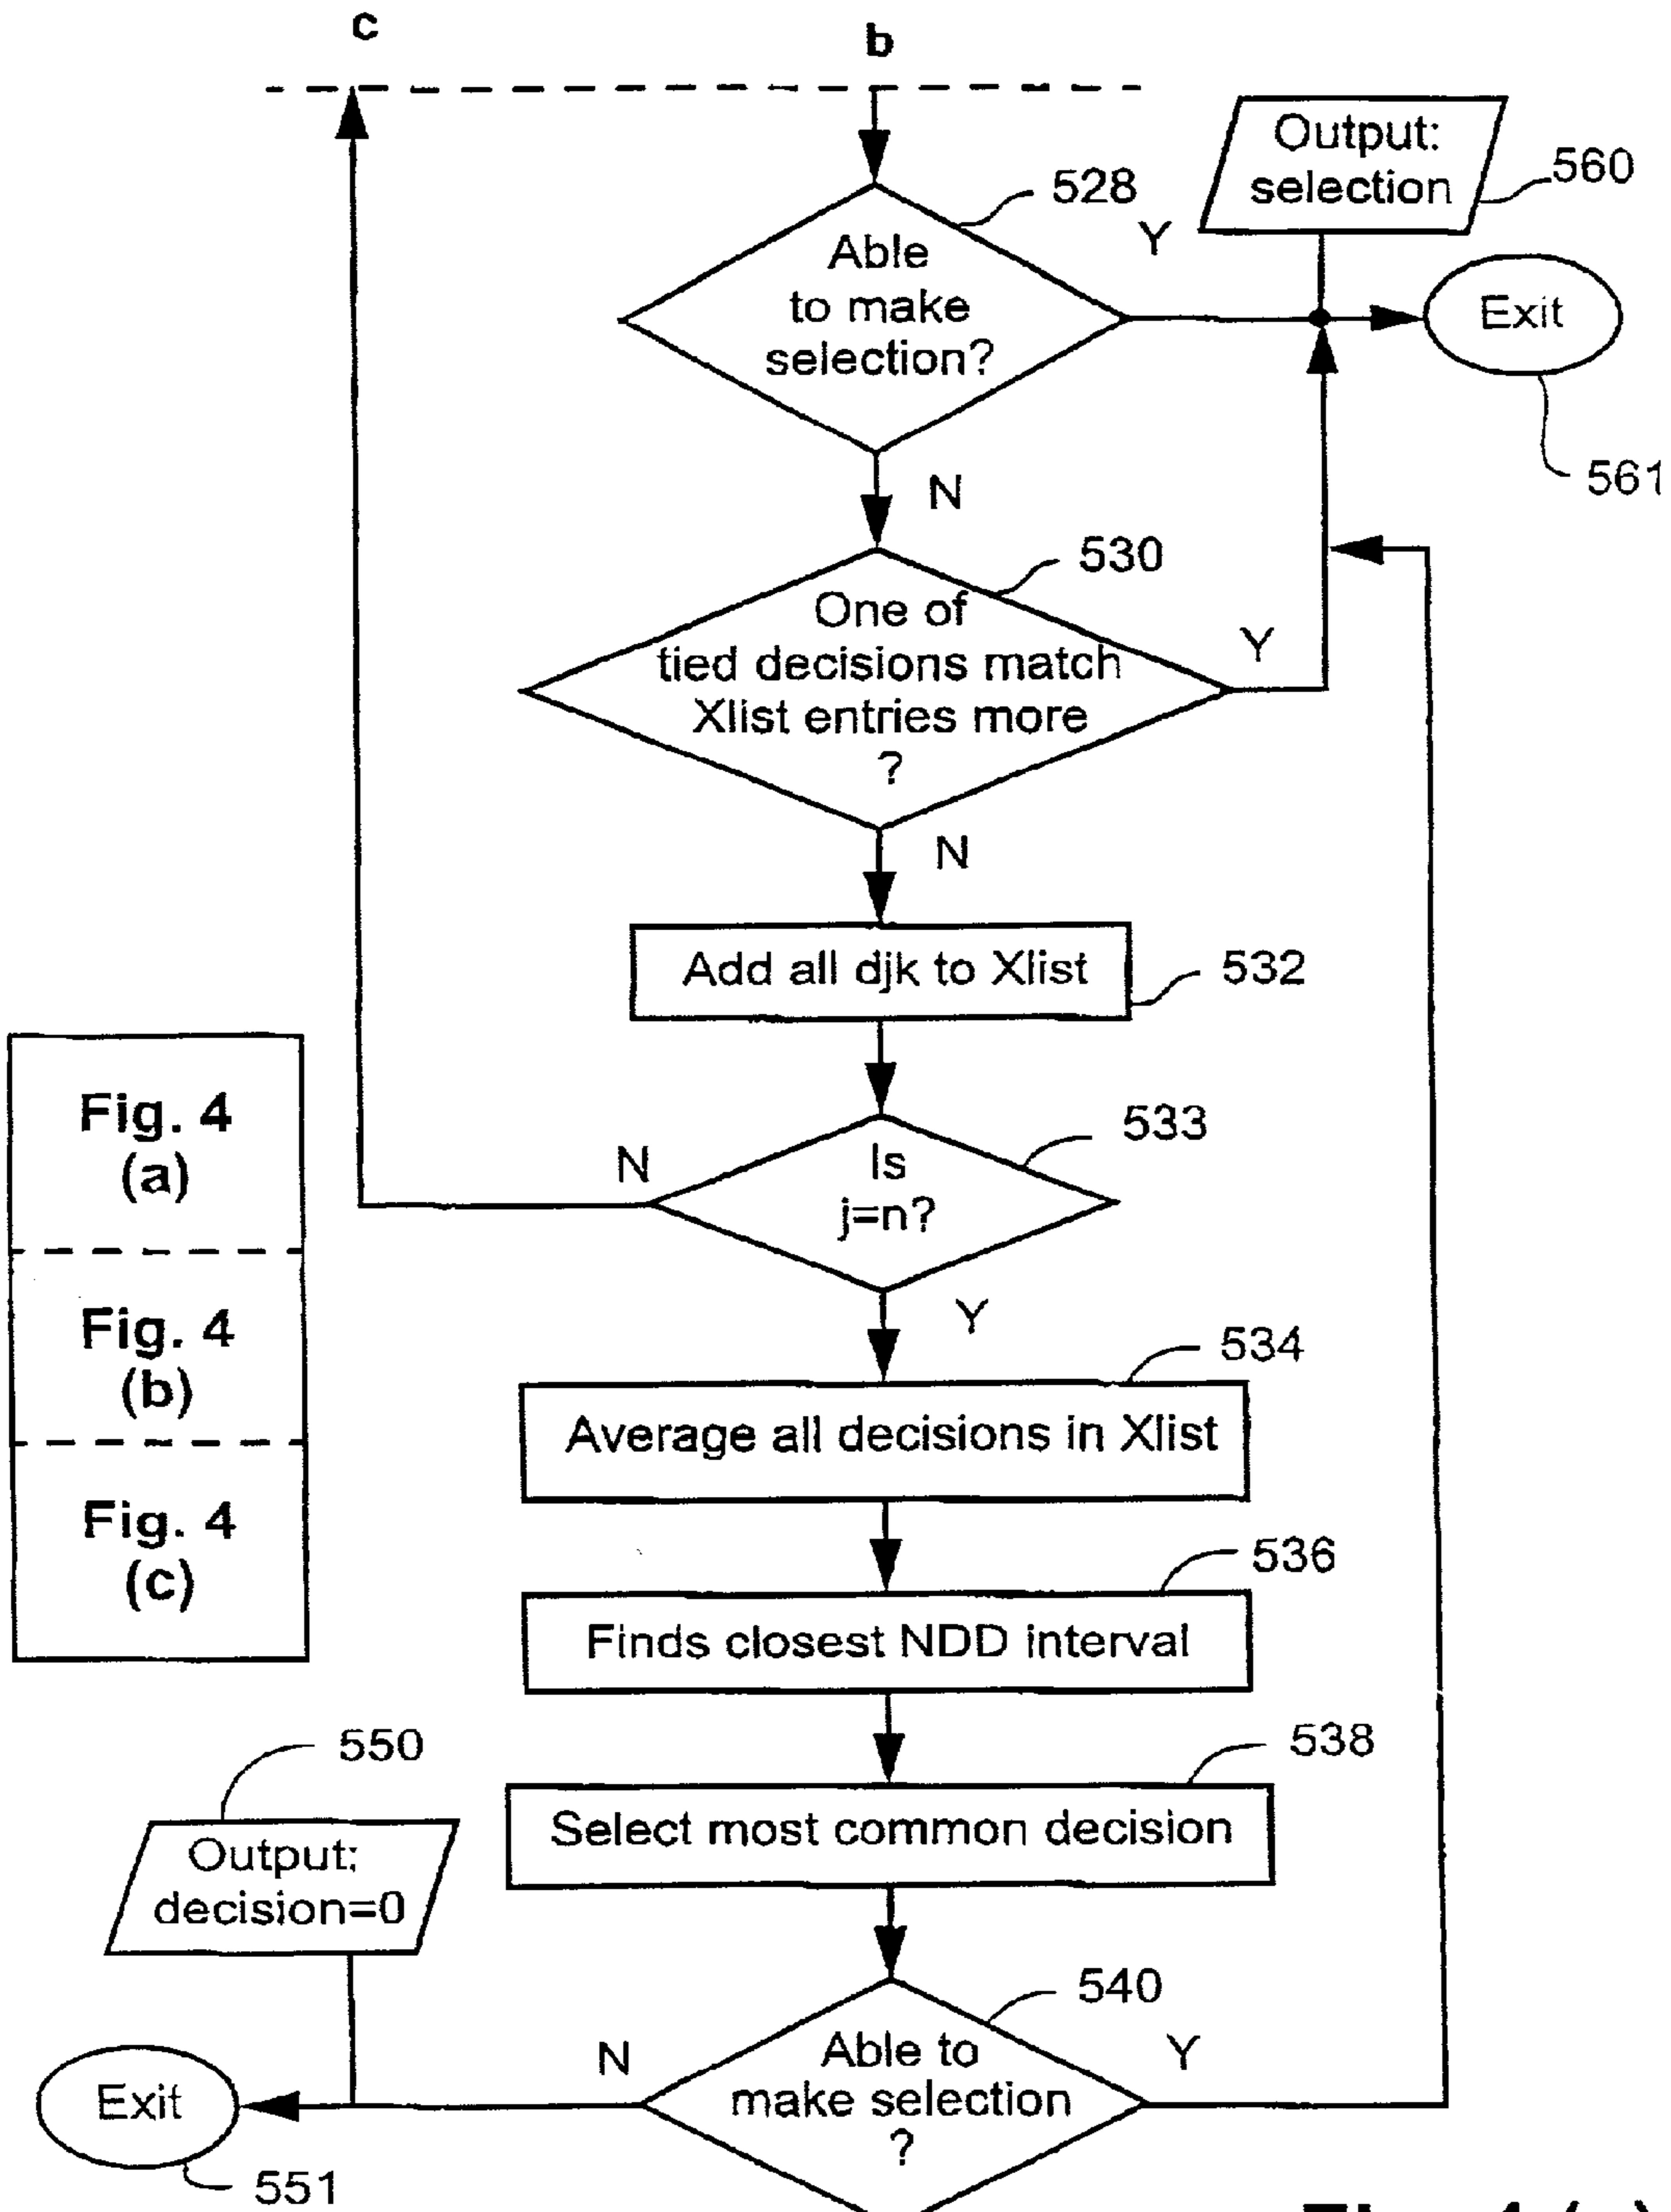 c
b
Output:
selection
560
528
Y
Able
to make
selection?
Exit
561
N
530
One of
tied decisions match
Xlist entries more
?
Y
N
Add all djk to Xlist
532
Fig. 4
(a)
Fig. 4
(b)
Fig. 4
(c)
533
N
Is
j=n?
Y
534
Average all decisions in Xlist
536
Finds closest NDD interval
538
Select most common decision
550
Output:
decision=0
540
N
Able to
make selection
?
Y
Exit
551